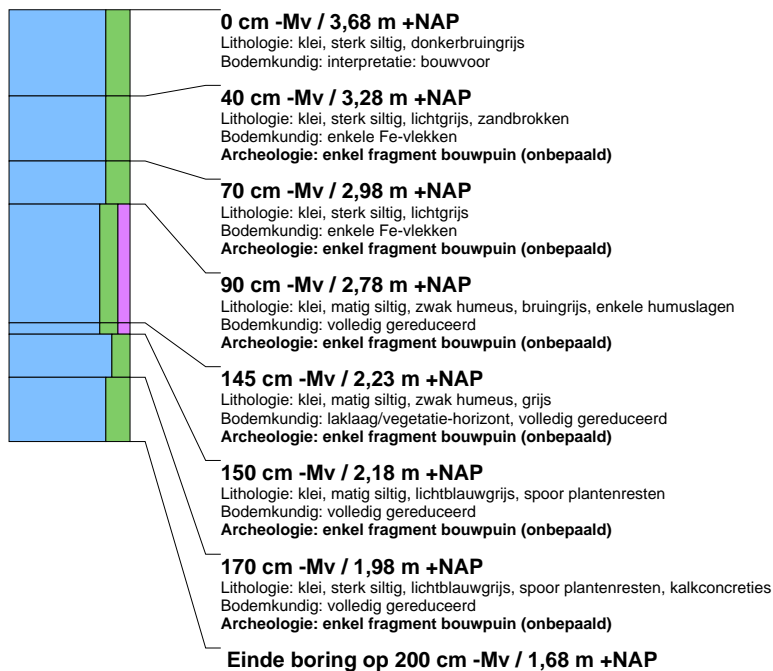 0 cm -Mv / 3,68 m +NAP
Lithologie: klei, sterk siltig, donkerbruingrijs
Bodemkundig: interpretatie: bouwvoor
40 cm -Mv / 3,28 m +NAP
Lithologie: klei, sterk siltig, lichtgrijs, zandbrokken
Bodemkundig: enkele Fe-vlekken
Archeologie: enkel fragment bouwpuin (onbepaald)
70 cm -Mv / 2,98 m +NAP
Lithologie: klei, sterk siltig, lichtgrijs
Bodemkundig: enkele Fe-vlekken
Archeologie: enkel fragment bouwpuin (onbepaald)
90 cm -Mv / 2,78 m +NAP
Lithologie: klei, matig siltig, zwak humeus, bruingrijs, enkele humuslagen
Bodemkundig: volledig gereduceerd
Archeologie: enkel fragment bouwpuin (onbepaald)
145 cm -Mv / 2,23 m +NAP
Lithologie: klei, matig siltig, zwak humeus, grijs
Bodemkundig: laklaag/vegetatie-horizont, volledig gereduceerd
Archeologie: enkel fragment bouwpuin (onbepaald)
150 cm -Mv / 2,18 m +NAP
Lithologie: klei, matig siltig, lichtblauwgrijs, spoor plantenresten
Bodemkundig: volledig gereduceerd
Archeologie: enkel fragment bouwpuin (onbepaald)
170 cm -Mv / 1,98 m +NAP
Lithologie: klei, sterk siltig, lichtblauwgrijs, spoor plantenresten, kalkconcreties
Bodemkundig: volledig gereduceerd
Archeologie: enkel fragment bouwpuin (onbepaald)
Einde boring op 200 cm -Mv / 1,68 m +NAP